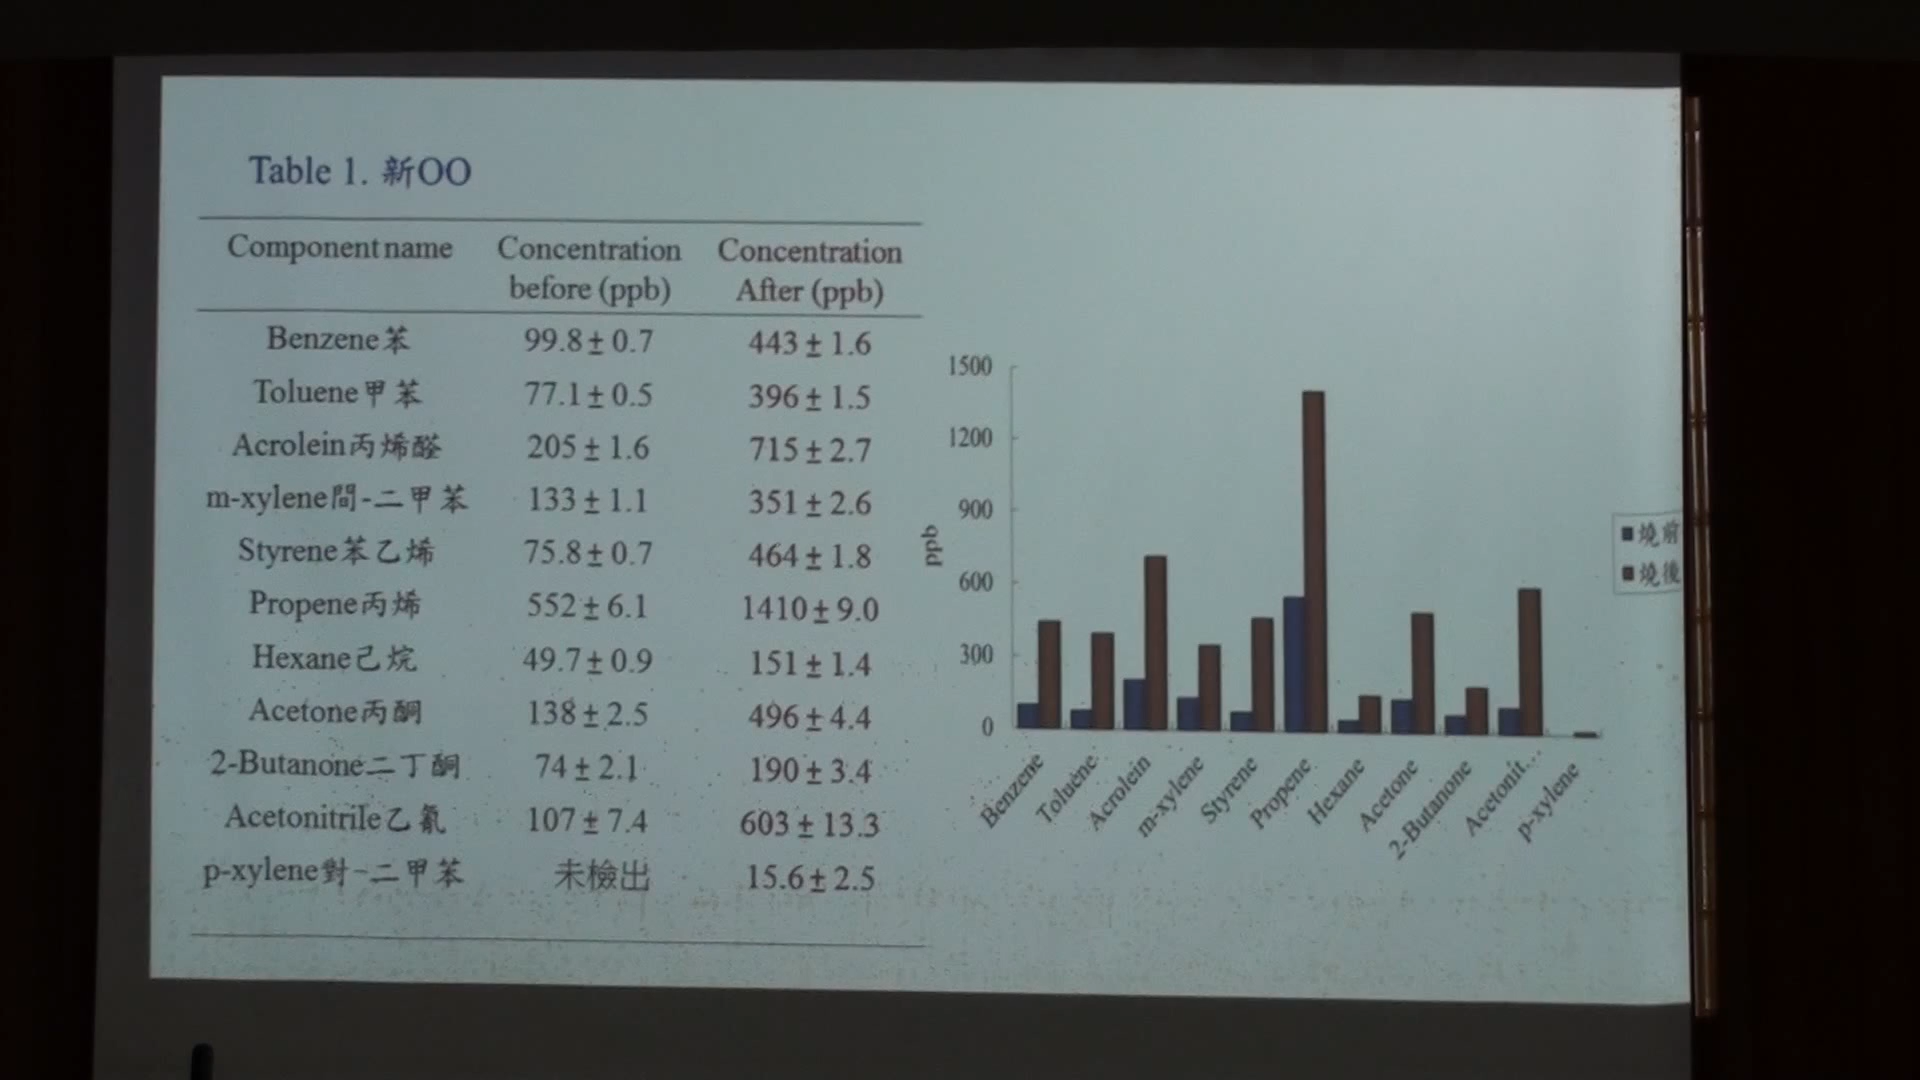 Table 1. 新OO
Component name Concentration before (ppb) Concentration After (ppb)
Benzene苯 99.8±0.7 443±1.6
Toluene甲苯 77.1±0.5 396±1.5
Acrolein丙烯醛 205±1.6 715±2.7
m-xylene間-二甲苯 133±1.1 351±2.6
Styrene苯乙烯 75.8±0.7 464±1.8
Propene丙烯 552±6.1 1410±9.0
Hexane己烷 49.7±0.9 151±1.4
Acetone丙酮 138±2.5 496±4.4
2-Butanone二丁酮 74±2.1 190±3.4
Acetonitrile乙氰 107±7.4 603±13.3
p-xylene對-二甲苯 未檢出 15.6±2.5
1500
1200
900
600
300
0
ppb
Benzene
Toluene
Acrolein
m-xylene
Styrene
Propene
Hexane
Acetone
2-Butanone
Acetonit...
p-xylene
燒前
燒後